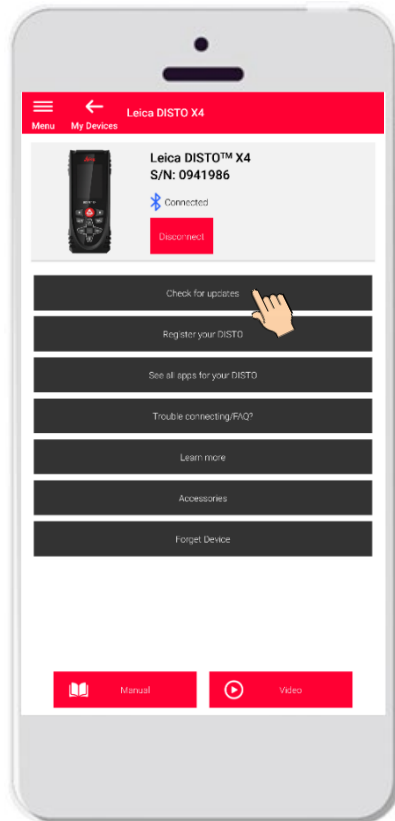 Menu
My Devices
Leica DISTO X4
Leica DISTO™ X4
S/N: 0941986
Connected
Disconnect
Check for updates
Register your DISTO
See all apps for your DISTO
Trouble connecting/FAQ?
Learn more
Accessories
Forget Device
Manual
Video